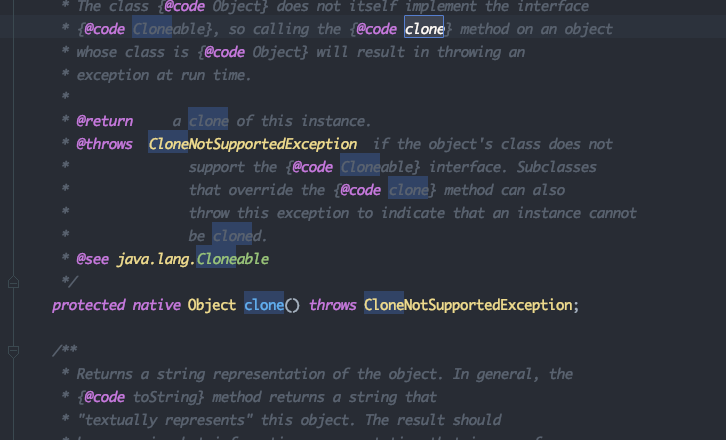 * The class {@code Object} does not itself implement the interface
* {@code Cloneable}, so calling the {@code clone} method on an object
* whose class is {@code Object} will result in throwing an
* exception at run time.
*
* @return a clone of this instance.
* @throws CloneNotSupportedException if the object's class does not
* support the {@code Cloneable} interface. Subclasses
* that override the {@code clone} method can also
* throw this exception to indicate that an instance cannot
* be cloned.
* @see java.lang.Cloneable
*/
protected native Object clone() throws CloneNotSupportedException;
/**
* Returns a string representation of the object. In general, the
* {@code toString} method returns a string that
* "textually represents" this object. The result should